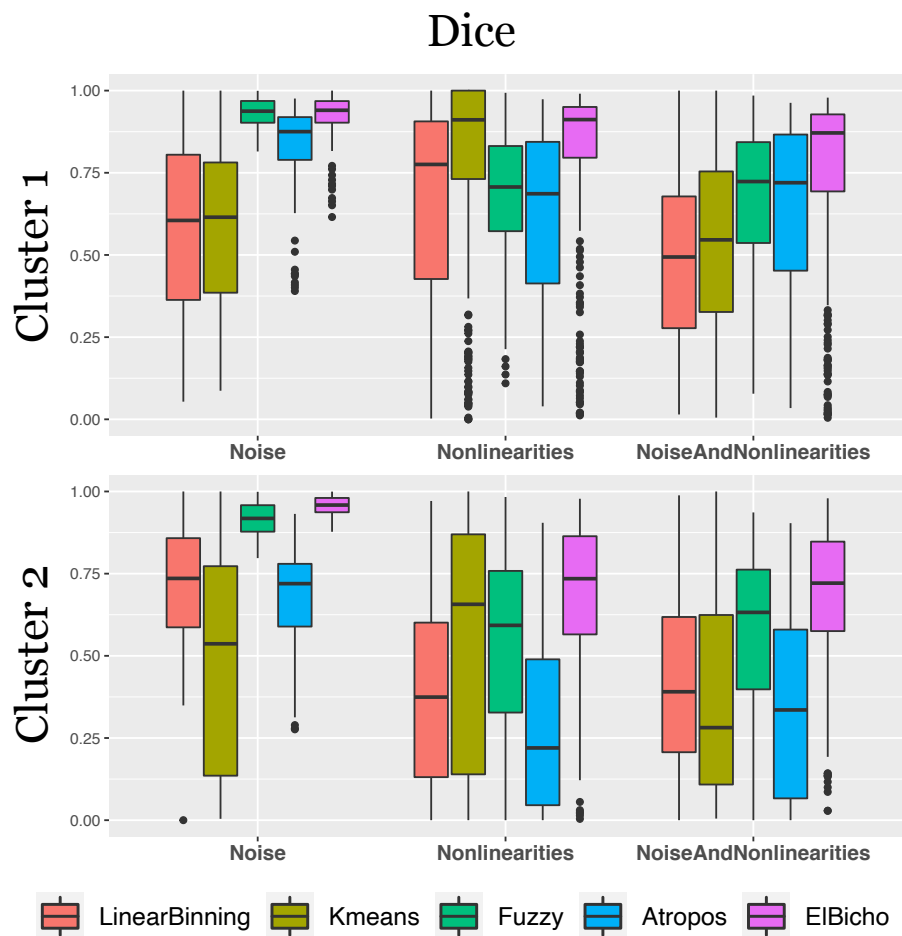 Dice
Cluster 1
1.00
0.75
0.50
0.25
0.00
Noise Nonlinearities NoiseAndNonlinearities
Cluster 2
1.00
0.75
0.50
0.25
0.00
Noise Nonlinearities NoiseAndNonlinearities
LinearBinning Kmeans Fuzzy Atropos ElBicho